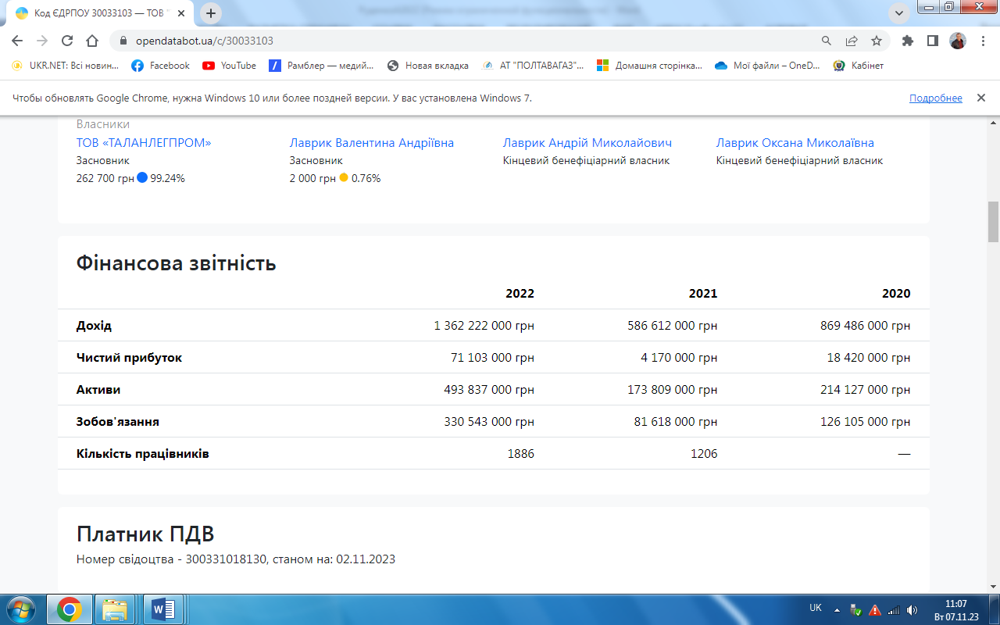 Код ЄДРПОУ 30033103 — ТОВ "
opendatabot.ua/c/30033103
UKR.NET: Всі новин... Facebook YouTube Рамблер — медий... Новая вкладка АТ "ПОЛТАВАГАЗ"... Домашня сторінка... Мої файли – OneD... Кабінет
Чтобы обновлять Google Chrome, нужна Windows 10 или более поздней версии. У вас установлена Windows 7. Подробнее
Власники
ТОВ «ТАЛАНЛЕГПРОМ» Лаврик Валентина Андріївна Лаврик Андрій Миколайович Лаврик Оксана Миколаївна
Засновник Засновник Кінцевий бенефіціарний власник Кінцевий бенефіціарний власник
262 700 грн 99.24% 2 000 грн 0.76%
Фінансова звітність
2022 2021 2020
Дохід 1 362 222 000 грн 586 612 000 грн 869 486 000 грн
Чистий прибуток 71 103 000 грн 4 170 000 грн 18 420 000 грн
Активи 493 837 000 грн 173 809 000 грн 214 127 000 грн
Зобов'язання 330 543 000 грн 81 618 000 грн 126 105 000 грн
Кількість працівників 1886 1206 —
Платник ПДВ
Номер свідоцтва - 300331018130, станом на: 02.11.2023
UK 11:07
Вт 07.11.23